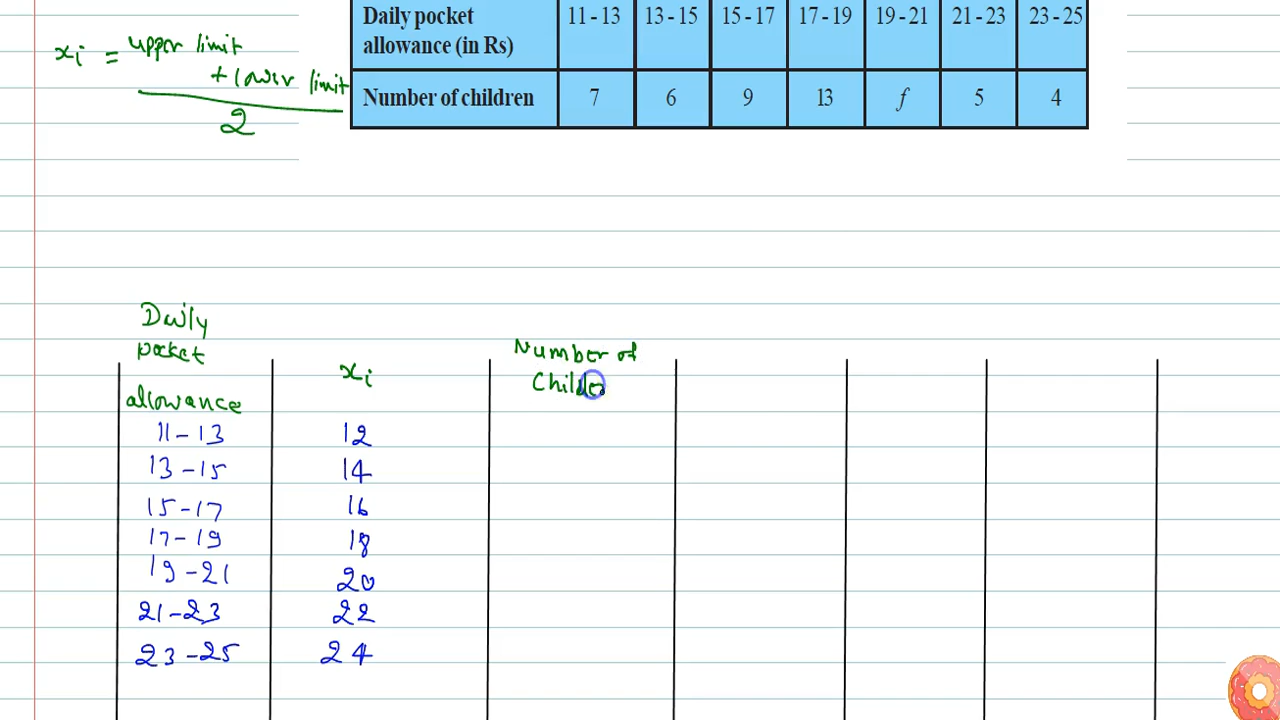 xi = upper limit
+ lower limit
2
Daily pocket allowance (in Rs) 11 - 13 13 - 15 15 - 17 17 - 19 19 - 21 21 - 23 23 - 25
Number of children 7 6 9 13 f 5 4
Daily
pocket
allowance
xi
Number of
Childre
11 - 13 12
13 - 15 14
15 - 17 16
17 - 19 18
19 - 21 20
21 - 23 22
23 - 25 24